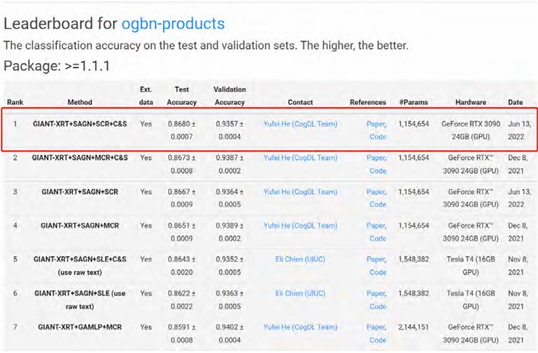 Leaderboard for ogbn-products
The classification accuracy on the test and validation sets. The higher, the better.
Package: >=1.1.1
Ext. Test Validation
Rank Method data Accuracy Accuracy Contact References #Params Hardware Date
1 GIANT-XRT+SAGN+SCR+C&S Yes 0.8680 ± 0.9357 ± Yufei He (CogDL Team) Paper, 1,154,654 GeForce RTX 3090 Jun 13,
0.0007 0.0004 Code 24GB (GPU) 2022
2 GIANT-XRT+SAGN+MCR+C&S Yes 0.8673 ± 0.9387 ± Yufei He (CogDL Team) Paper, 1,154,654 GeForce RTX™ Dec 8,
0.0008 0.0002 Code 3090 24GB (GPU) 2021
3 GIANT-XRT+SAGN+SCR Yes 0.8667 ± 0.9364 ± Yufei He (CogDL Team) Paper, 1,154,654 GeForce RTX™ Jun 13,
0.0009 0.0005 Code 3090 24GB (GPU) 2022
4 GIANT-XRT+SAGN+MCR Yes 0.8651 ± 0.9389 ± Yufei He (CogDL Team) Paper, 1,154,654 GeForce RTX™ Dec 8,
0.0009 0.0002 Code 3090 24GB (GPU) 2021
5 GIANT-XRT+SAGN+SLE+C&S Yes 0.8643 ± 0.9352 ± Eli Chien (UIUC) Paper, 1,548,382 Tesla T4 (16GB Nov 8,
(use raw text) 0.0020 0.0005 Code GPU) 2021
6 GIANT-XRT+SAGN+SLE (use Yes 0.8622 ± 0.9363 ± Eli Chien (UIUC) Paper, 1,548,382 Tesla T4 (16GB Nov 8,
raw text) 0.0022 0.0005 Code GPU) 2021
7 GIANT-XRT+GAMLP+MCR Yes 0.8591 ± 0.9402 ± Yufei He (CogDL Team) Paper, 2,144,151 GeForce RTX™ Dec 8,
0.0008 0.0004 Code 3090 24GB (GPU) 2021